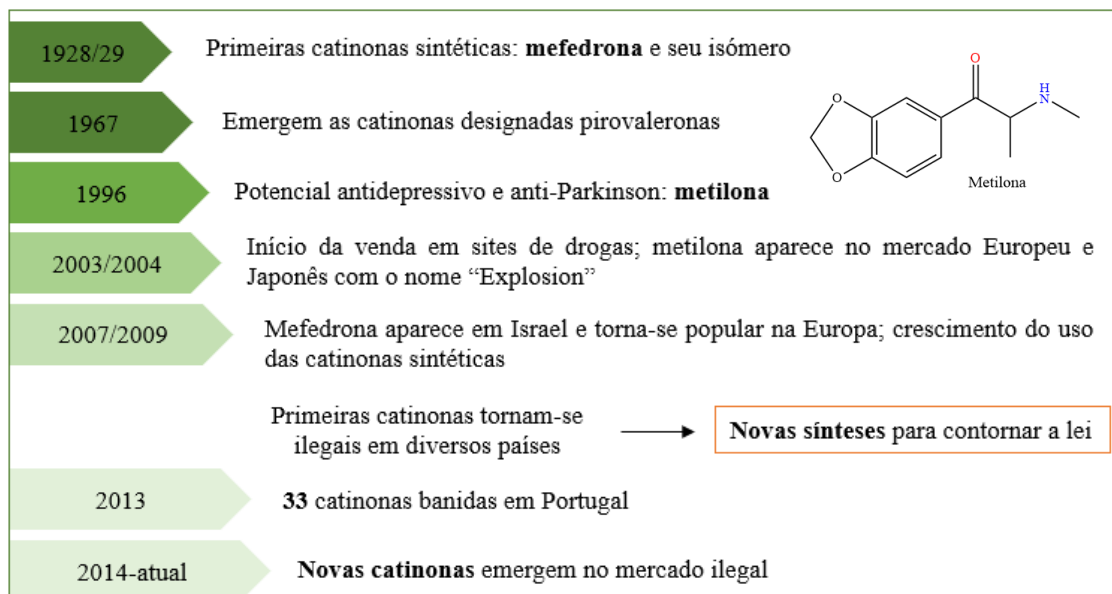 1928/29
Primeiras catinonas sintéticas: mefedrona e seu isómero
O
O
O
H
N
Metilona
1967
Emergem as catinonas designadas pirovaleronas
1996
Potencial antidepressivo e anti-Parkinson: metilona
2003/2004
Início da venda em sites de drogas; metilona aparece no mercado Europeu e
Japonês com o nome “Explosion”
2007/2009
Mefedrona aparece em Israel e torna-se popular na Europa; crescimento do uso
das catinonas sintéticas
Primeiras catinonas tornam-se
ilegais em diversos países
Novas sínteses para contornar a lei
2013
33 catinonas banidas em Portugal
2014-atual
Novas catinonas emergem no mercado ilegal